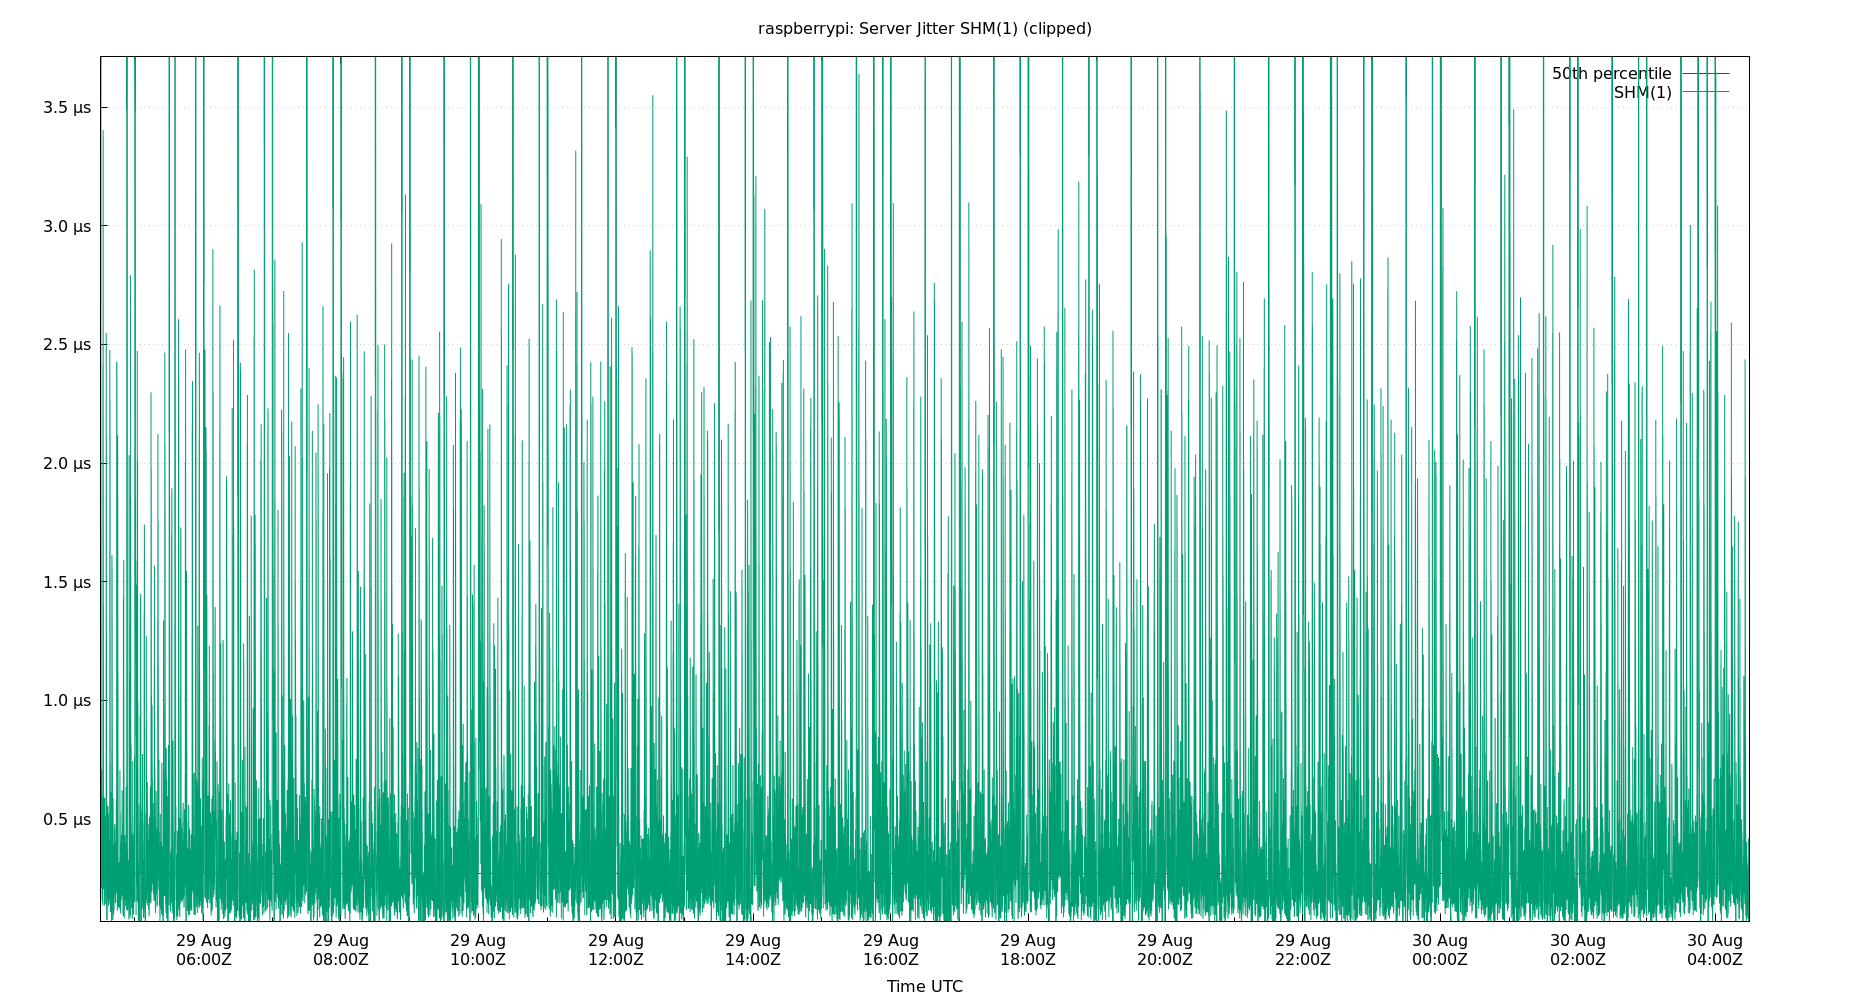 raspberrypi: Server Jitter SHM(1) (clipped)
50th percentile
SHM(1)
3.5 µs
3.0 µs
2.5 µs
2.0 µs
1.5 µs
1.0 µs
0.5 µs
29 Aug 29 Aug 29 Aug 29 Aug 29 Aug 29 Aug 29 Aug 29 Aug 29 Aug 30 Aug 30 Aug 30 Aug
06:00Z 08:00Z 10:00Z 12:00Z 14:00Z 16:00Z 18:00Z 20:00Z 22:00Z 00:00Z 02:00Z 04:00Z
Time UTC